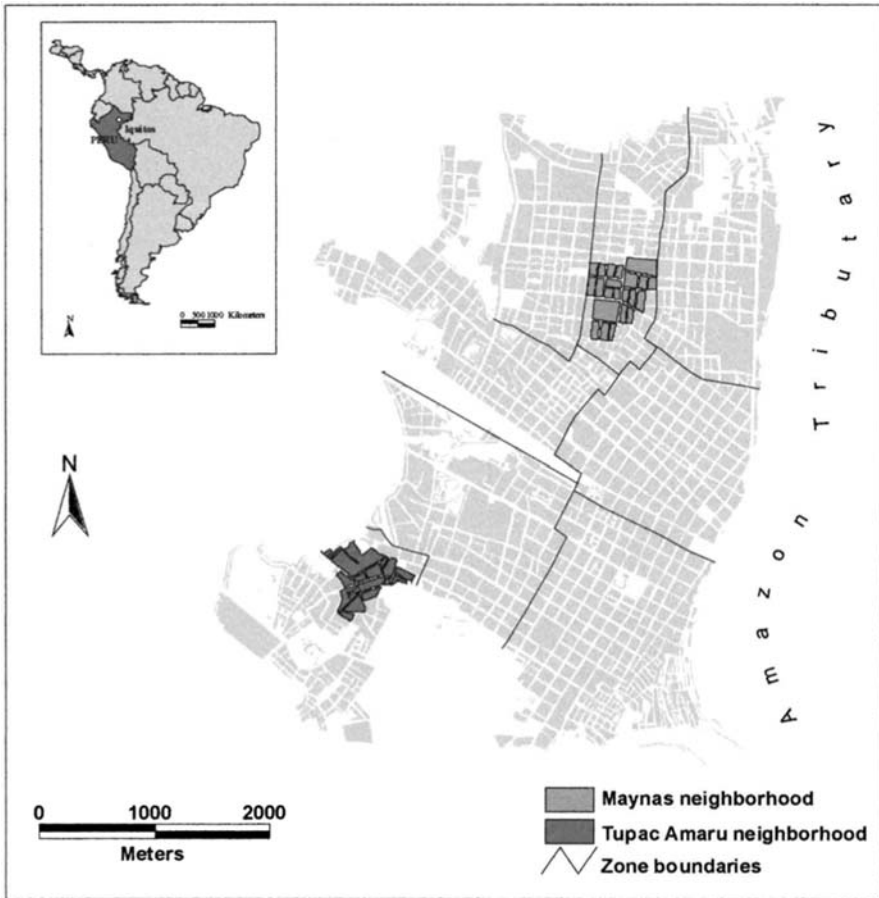 Iquitos
PERU
N
0 500 1000 Kilometers
Amazon Tributary
N
0 1000 2000
Meters
Maynas neighborhood
Tupac Amaru neighborhood
Zone boundaries